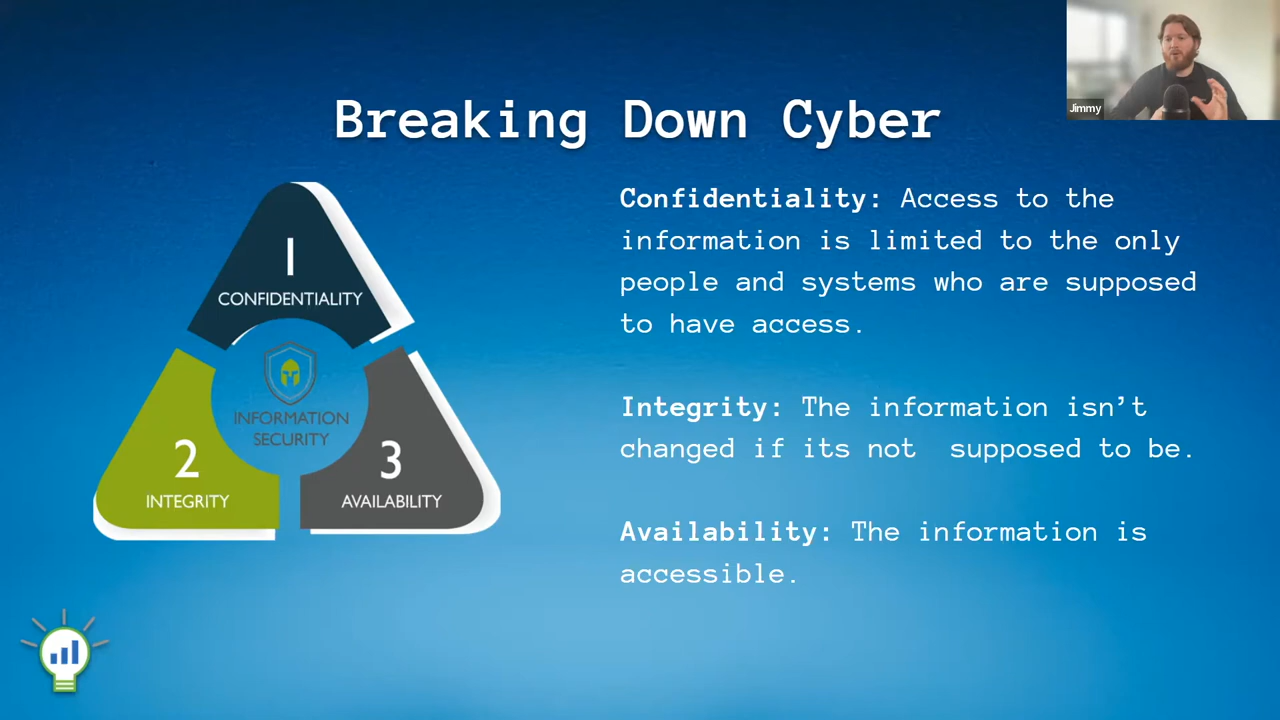 Jimmy
Breaking Down Cyber
1
CONFIDENTIALITY
INFORMATION
SECURITY
2
INTEGRITY
3
AVAILABILITY
Confidentiality: Access to the
information is limited to the only
people and systems who are supposed
to have access.
Integrity: The information isn’t
changed if its not  supposed to be.
Availability: The information is
accessible.